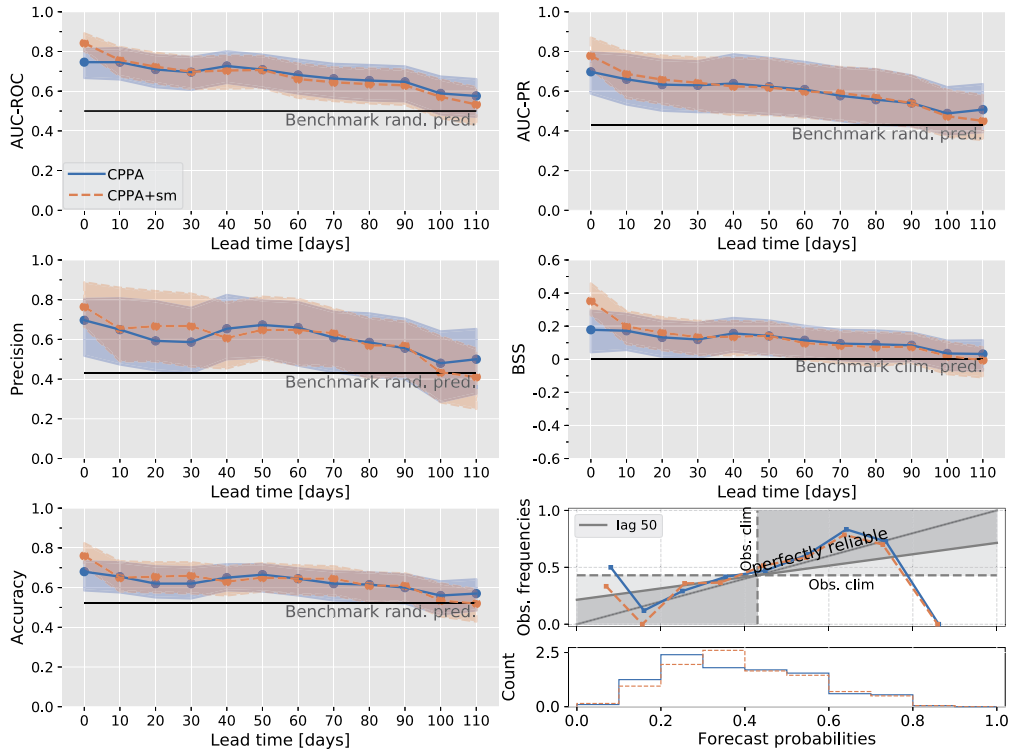 1.0
0.8
0.6
0.4
0.2
0.0
AUC-ROC
Benchmark rand. pred.
CPPA
CPPA+sm
0 10 20 30 40 50 60 70 80 90 100 110
Lead time [days]
1.0
0.8
0.6
0.4
0.2
0.0
AUC-PR
Benchmark rand. pred.
0 10 20 30 40 50 60 70 80 90 100 110
Lead time [days]
1.0
0.8
0.6
0.4
0.2
0.0
Precision
Benchmark rand. pred.
0 10 20 30 40 50 60 70 80 90 100 110
Lead time [days]
0.6
0.4
0.2
0
-0.2
-0.4
-0.6
BSS
Benchmark clim. pred.
0 10 20 30 40 50 60 70 80 90 100 110
Lead time [days]
1.0
0.8
0.6
0.4
0.2
0.0
Accuracy
Benchmark rand. pred.
0 10 20 30 40 50 60 70 80 90 100 110
Lead time [days]
1.0
0.5
0.0
Obs. frequencies
lag 50
Obs. clim
perfectly reliable
Obs. clim
2.5
0.0
Count
0.0 0.2 0.4 0.6 0.8 1.0
Forecast probabilities